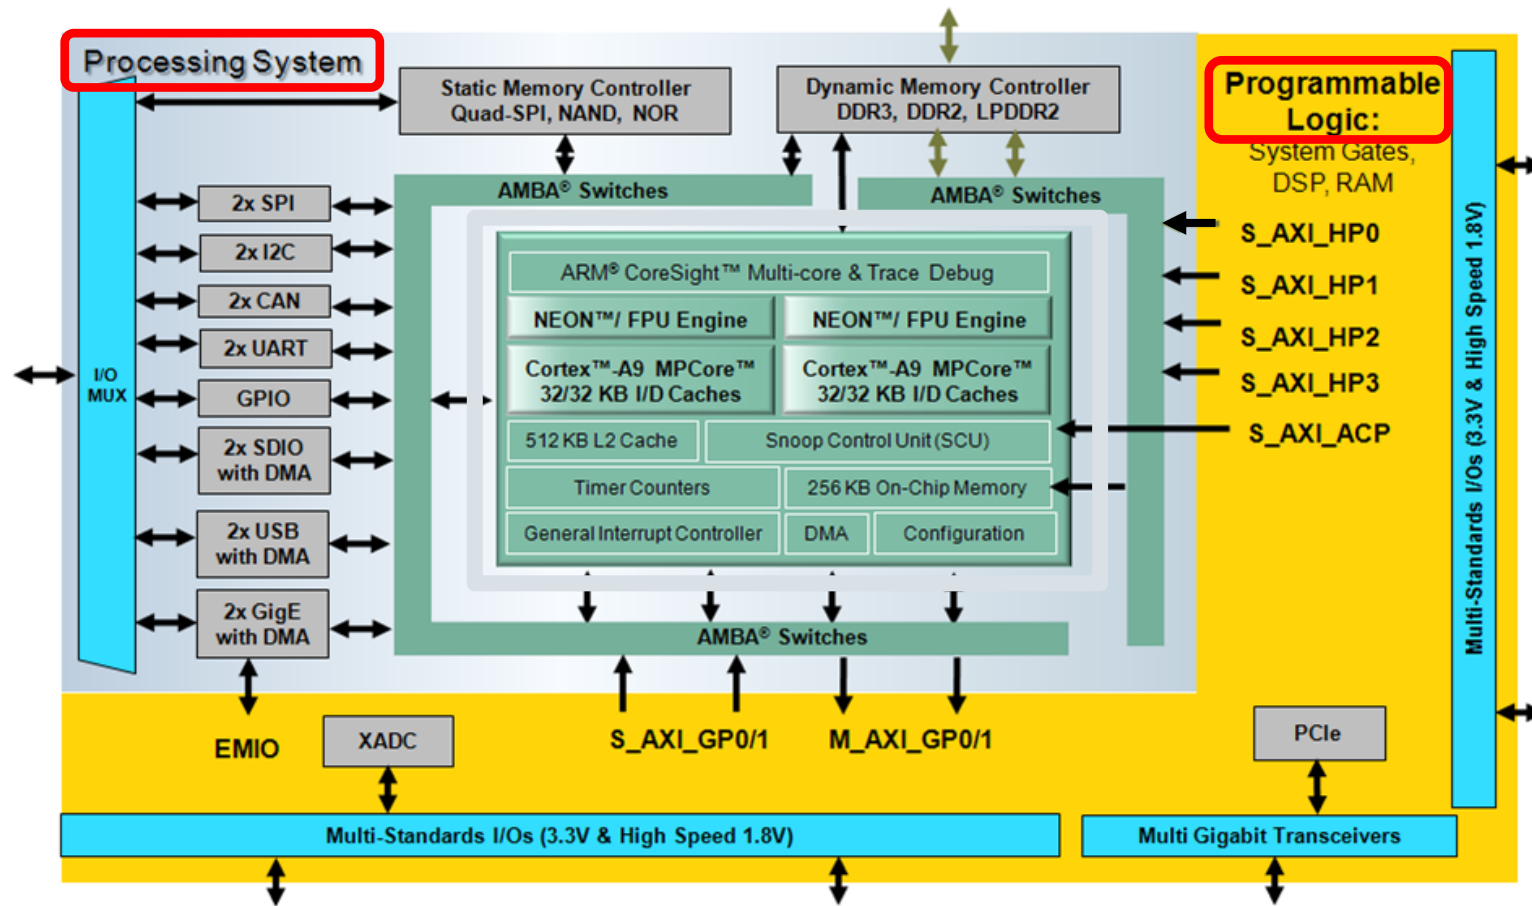 Processing System
Static Memory Controller
Quad-SPI, NAND, NOR
Dynamic Memory Controller
DDR3, DDR2, LPDDR2
Programmable
Logic:
System Gates,
DSP, RAM
AMBA® Switches
AMBA® Switches
I/O
MUX
2x SPI
2x I2C
2x CAN
2x UART
GPIO
2x SDIO
with DMA
2x USB
with DMA
2x GigE
with DMA
ARM® CoreSight™ Multi-core & Trace Debug
NEON™/ FPU Engine
NEON™/ FPU Engine
Cortex™-A9 MPCore™
32/32 KB I/D Caches
Cortex™-A9 MPCore™
32/32 KB I/D Caches
512 KB L2 Cache
Snoop Control Unit (SCU)
Timer Counters
256 KB On-Chip Memory
General Interrupt Controller
DMA
Configuration
AMBA® Switches
S_AXI_HP0
S_AXI_HP1
S_AXI_HP2
S_AXI_HP3
S_AXI_ACP
Multi-Standards I/Os (3.3V & High Speed 1.8V)
EMIO
XADC
S_AXI_GP0/1
M_AXI_GP0/1
PCIe
Multi-Standards I/Os (3.3V & High Speed 1.8V)
Multi Gigabit Transceivers